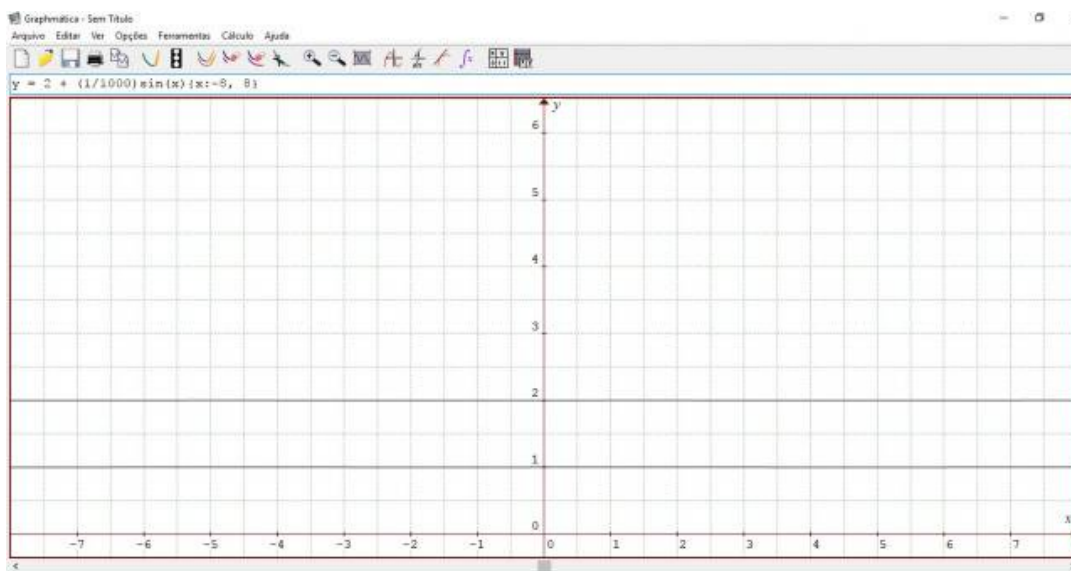 Graphmática - Sem Título
Arquivo Editar Ver Opções Ferramentas Cálculo Ajuda
y = 2 + (1/1000)sin(x){x:-8, 8}
y
6
5
4
3
2
1
0
x
-7 -6 -5 -4 -3 -2 -1 0 1 2 3 4 5 6 7